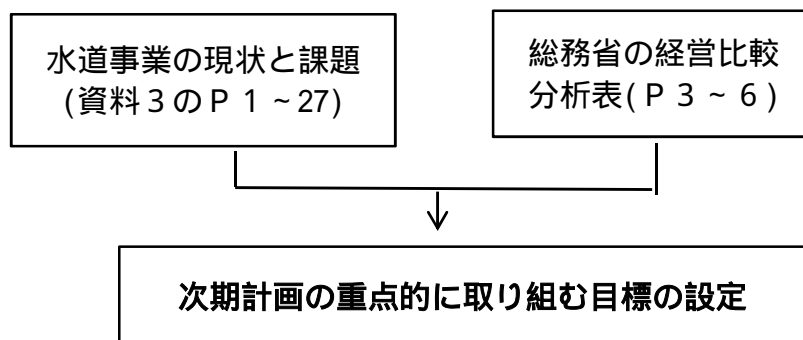 水道事業の現状と課題
(資料３のＰ１～27)
総務省の経営比較
分析表(Ｐ３～６)
次期計画の重点的に取り組む目標の設定